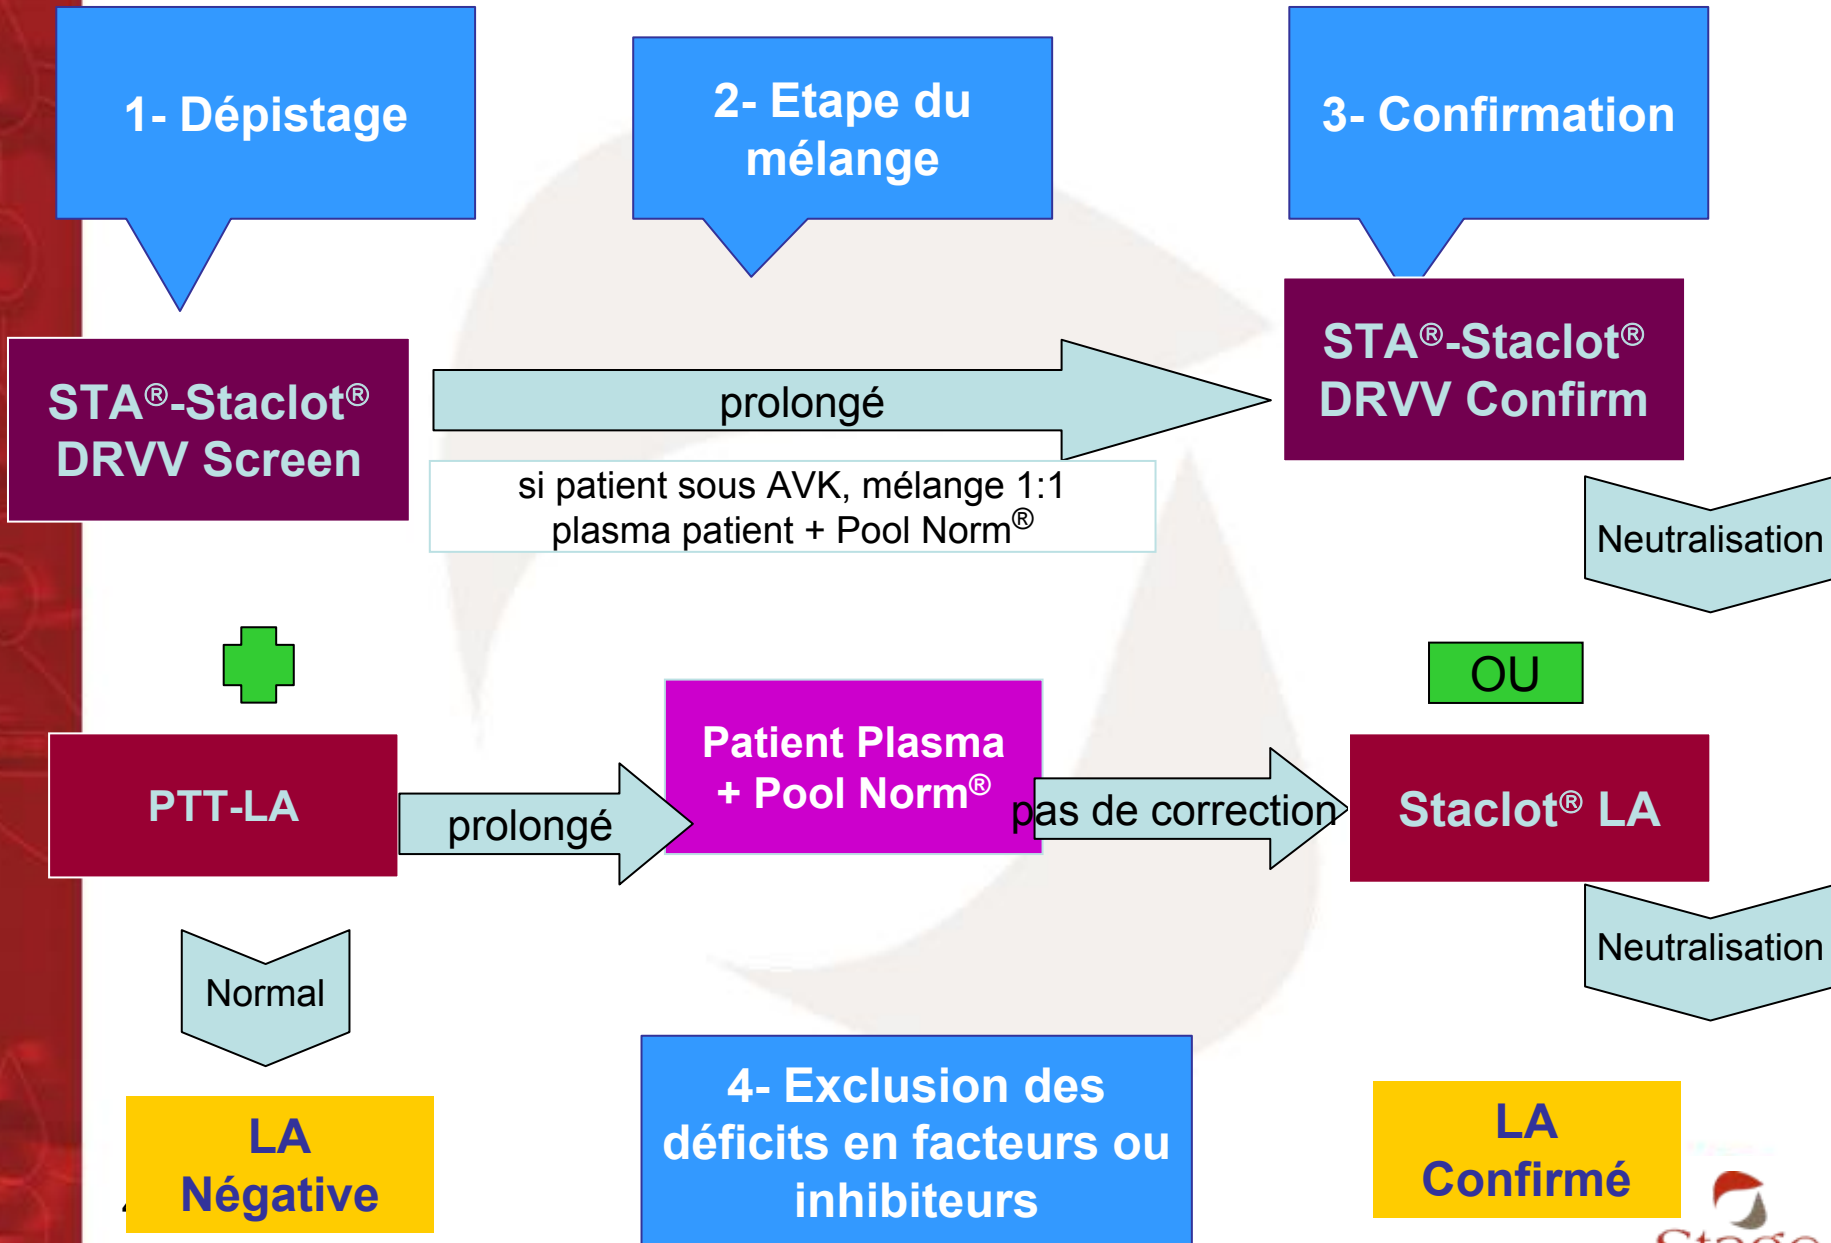 1- Dépistage
2- Etape du
mélange
3- Confirmation
STA®-Staclot®
DRVV Screen
prolongé
STA®-Staclot®
DRVV Confirm
si patient sous AVK, mélange 1:1
plasma patient + Pool Norm®
Neutralisation
OU
PTT-LA
prolongé
Patient Plasma
+ Pool Norm®
pas de correction
Staclot® LA
Normal
Neutralisation
LA
Négative
4- Exclusion des
déficits en facteurs ou
inhibiteurs
LA
Confirmé